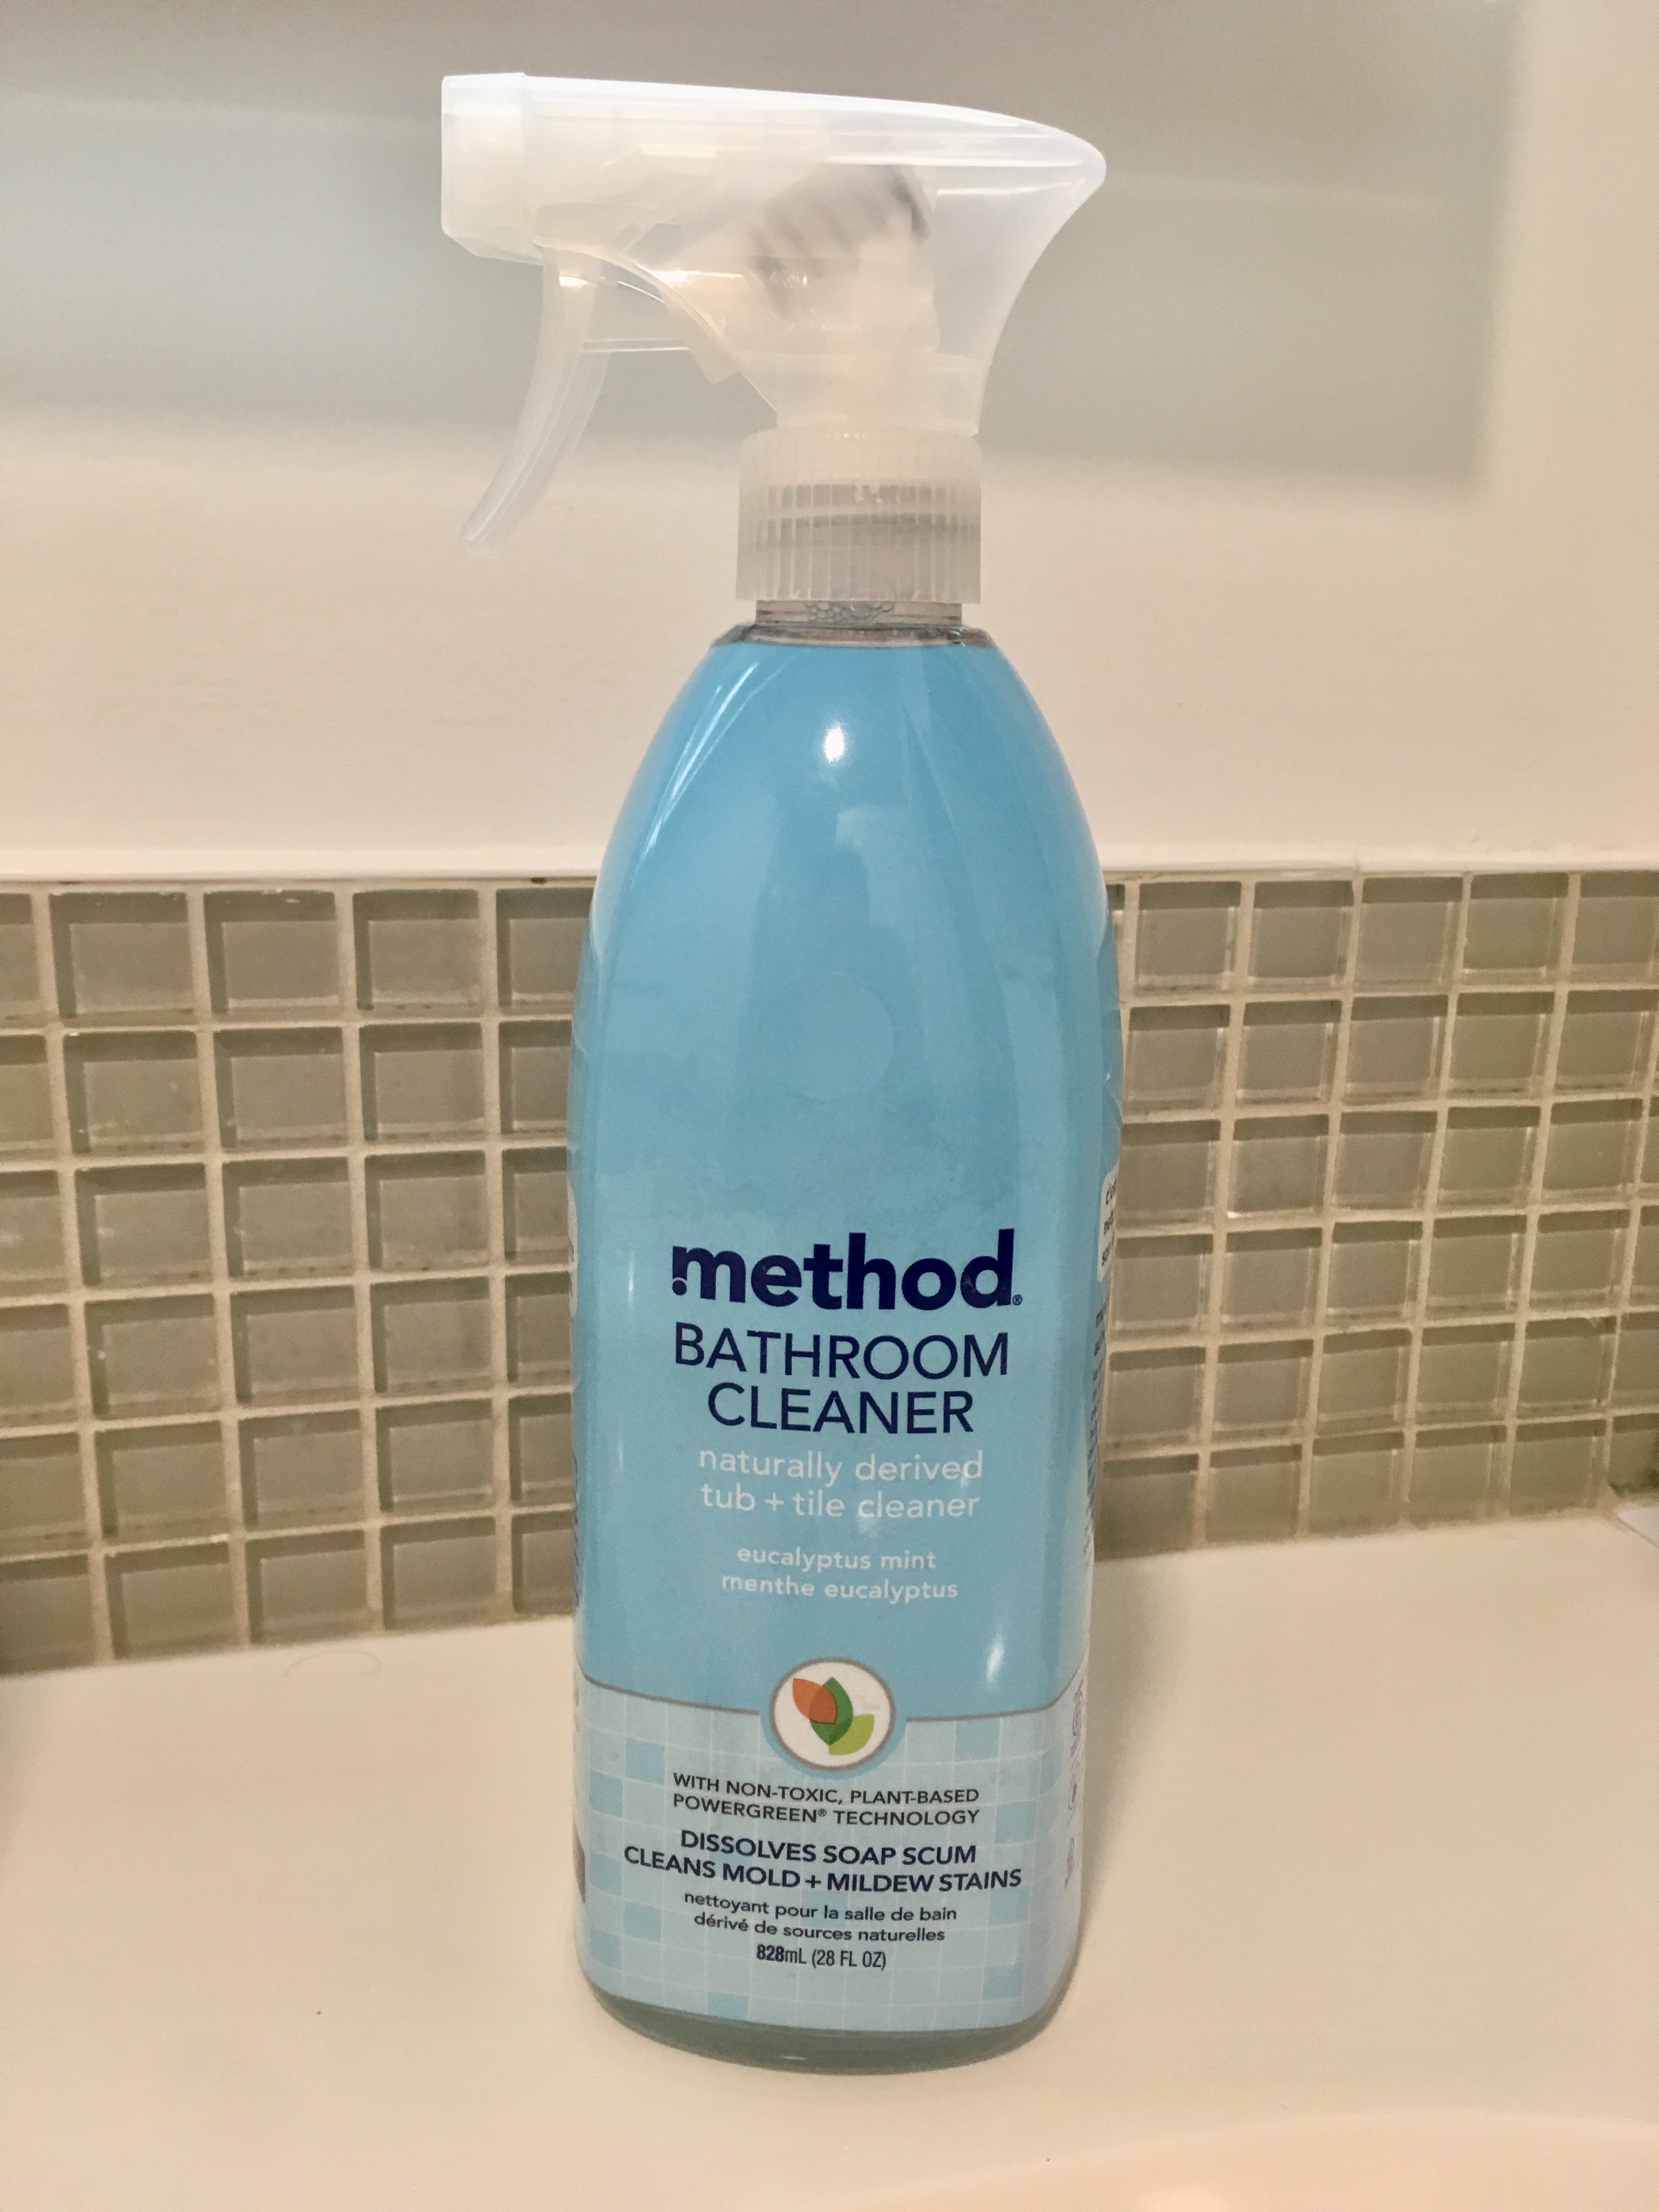 method®
BATHROOM
CLEANER
naturally derived
tub + tile cleaner
eucalyptus mint
menthe eucalyptus
WITH NON-TOXIC, PLANT-BASED
POWERGREEN® TECHNOLOGY
DISSOLVES SOAP SCUM
CLEANS MOLD + MILDEW STAINS
nettoyant pour la salle de bain
dérivé de sources naturelles
828mL (28 FL OZ)